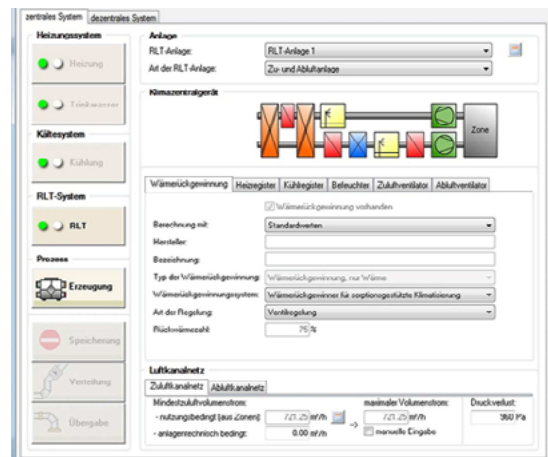 zentrales System dezentrales System
Heizungssystem
Heizung
Trinkwasser
Kältesystem
Kühlung
RLT-System
RLT
Prozess
Erzeugung
Speicherung
Verteilung
Übergabe
Anlage
RLT-Anlage: RLT-Anlage 1
Art der RLT-Anlage: Zu- und Abluftanlage
Klimazentralgerät
Zone
Wärmerückgewinnung Heizregister Kühlregister Befeuchter Zuluftventilator Abluftventilator
Wärmerückgewinnung vorhanden
Berechnung mit: Standardwerten
Hersteller:
Bezeichnung:
Typ der Wärmerückgewinnung: Wärmerückgewinnung, nur Wärme
Wärmerückgewinnungssystem: Wärmerückgewinner für sorptionsgestützte Klimatisierung
Art der Regelung: Ventilregelung
Rückwärmezahl: 75 %
Luftkanalnetz
Zuluftkanalnetz Abluftkanalnetz
Mindestzuluftvolumenstrom: maximaler Volumenstrom: Druckverlust:
- nutzungsbedingt (aus Zonen): 721.25 m³/h -> 721.25 m³/h 960 Pa
- anlagentechnisch bedingt: 0.00 m³/h manuelle Eingabe